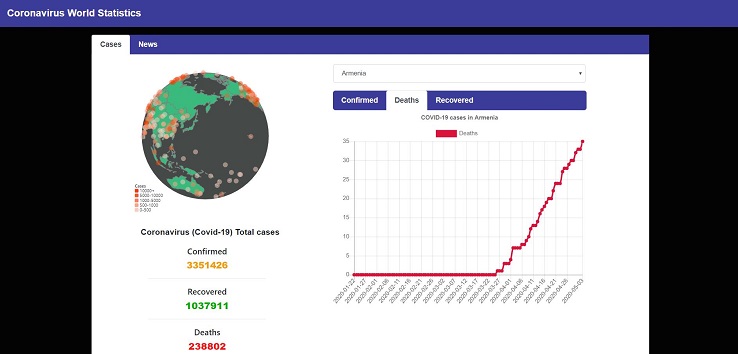 Coronavirus World Statistics
Cases
News
Cases
10000+
5000-10000
1000-5000
500-1000
0-500
Coronavirus (Covid-19) Total cases
Confirmed
3351426
Recovered
1037911
Deaths
238802
Armenia
Confirmed
Deaths
Recovered
COVID-19 cases in Armenia
Deaths
35
30
25
20
15
10
5
0
2020-01-22
2020-01-27
2020-02-01
2020-02-06
2020-02-11
2020-02-16
2020-02-21
2020-02-26
2020-03-02
2020-03-07
2020-03-12
2020-03-17
2020-03-22
2020-03-27
2020-04-01
2020-04-06
2020-04-11
2020-04-16
2020-04-21
2020-04-26
2020-05-03